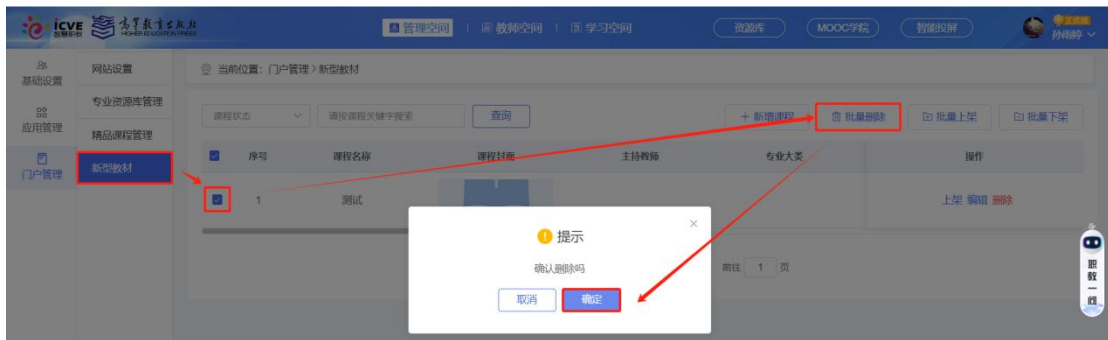 icve 智慧职教 高等教育出版社 HIGHER EDUCATION PRESS 管理空间 教师空间 学习空间 资源库 MOOC学院 智能投屏 正式版
孙雨婷
基础设置 网站设置 当前位置：门户管理>新型教材
专业资源库管理
应用管理 精品课程管理 课程状态 请按课程关键字搜索 查询 + 新增课程 批量删除 批量上架 批量下架
门户管理 新型教材 序号 课程名称 课程封面 主持教师 专业大类 操作
1 测试 上架 编辑 删除
提示
确认删除吗
取消 确定
前往 1 页
职教一问